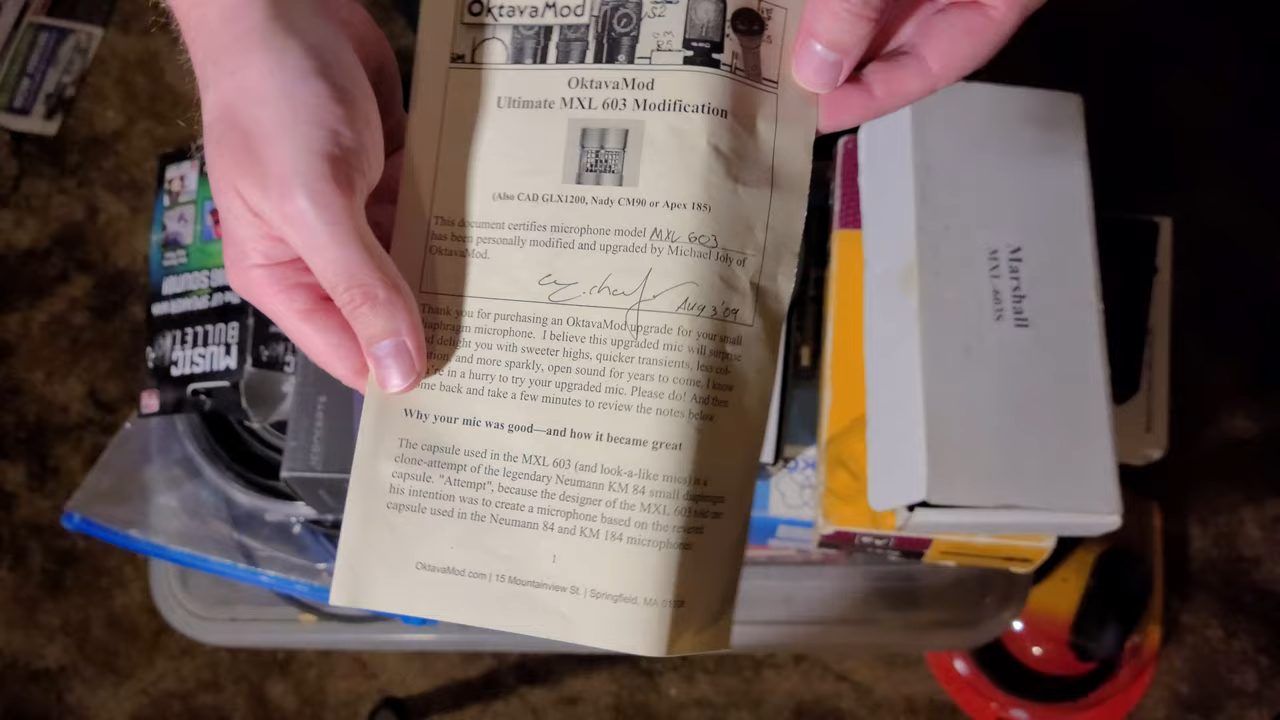 OktavaMod
OktavaMod
Ultimate MXL 603 Modification
(Also CAD GLX1200, Nady CM90 or Apex 185)
This document certifies microphone model MXL 603
has been personally modified and upgraded by Michael Joly of
OktavaMod.
Aug 3 '09
Thank you for purchasing an OktavaMod upgrade for your small
microphone. I believe this upgraded mic will surprise
delight you with sweeter highs, quicker transients, less
and more sparkly, open sound for years to come. I know
in a hurry to try your upgraded mic. Please do! And then
back and take a few minutes to review the notes below.
Why your mic was good—and how it became great
The capsule used in the MXL 603 (and look-a-like mics) is a
clone-attempt of the legendary Neumann KM 84 small diaphragm
capsule. "Attempt", because the designer of the MXL 603 told me
his intention was to create a microphone based on the revered
capsule used in the Neumann 84 and KM 184 microphones
1
OktavaMod.com | 15 Mountainview St. | Springfield, MA
Marshall
MXL-603S
MUSIC
BULLET